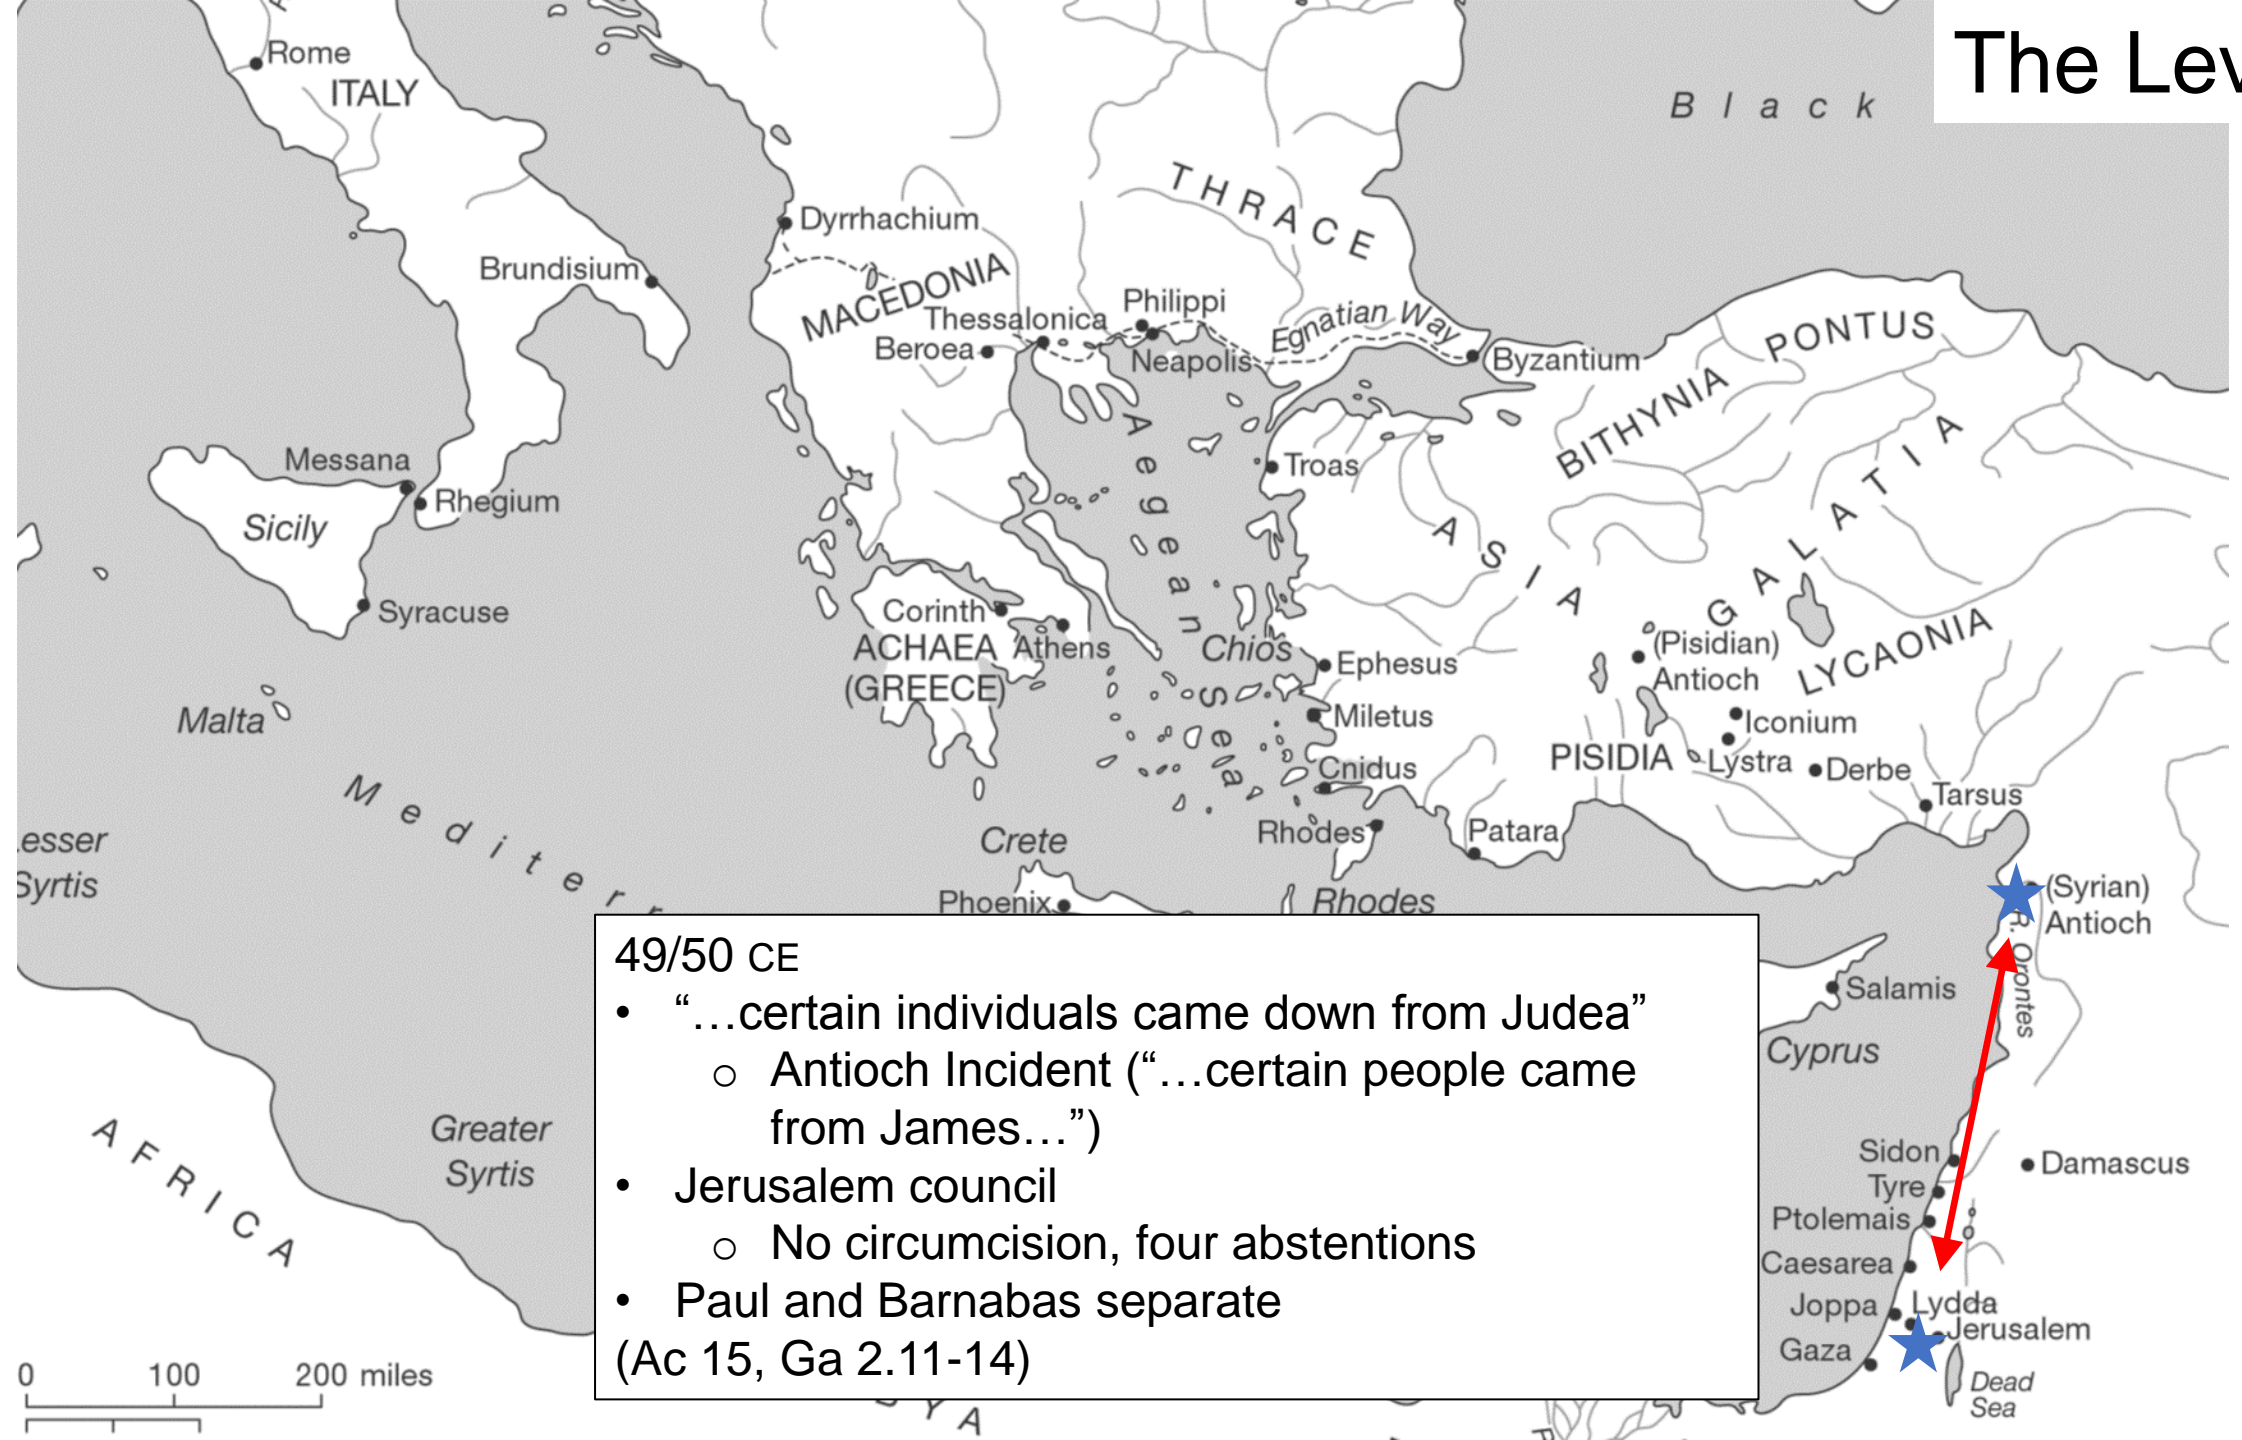 The Lev
Rome
ITALY
B l a c k
THRACE
Dyrrhachium
Brundisium
MACEDONIA
Philippi
Thessalonica
Egnatian Way
PONTUS
Beroea
Neapolis
Byzantium
BITHYNIA
Messana
Rhegium
Sicily
Aegean Sea
Troas
GALATIA
ASIA
Syracuse
Corinth
ACHAEA
(GREECE)
Athens
Chios
Ephesus
(Pisidian)
Antioch
LYCAONIA
Malta
Miletus
Iconium
PISIDIA
Lystra
Derbe
Cnidus
Tarsus
M e d i t e r r
Crete
Rhodes
Patara
esser
Syrtis
Phoenix
Rhodes
(Syrian)
Antioch
R. Orontes
49/50 CE
• “…certain individuals came down from Judea”
o Antioch Incident (“…certain people came
from James…”)
• Jerusalem council
o No circumcision, four abstentions
• Paul and Barnabas separate
(Ac 15, Ga 2.11-14)
Salamis
Cyprus
AFRICA
Greater
Syrtis
Sidon
Damascus
Tyre
Ptolemais
Caesarea
Joppa
Lydda
Jerusalem
Gaza
Dead
Sea
0 100 200 miles
Y A